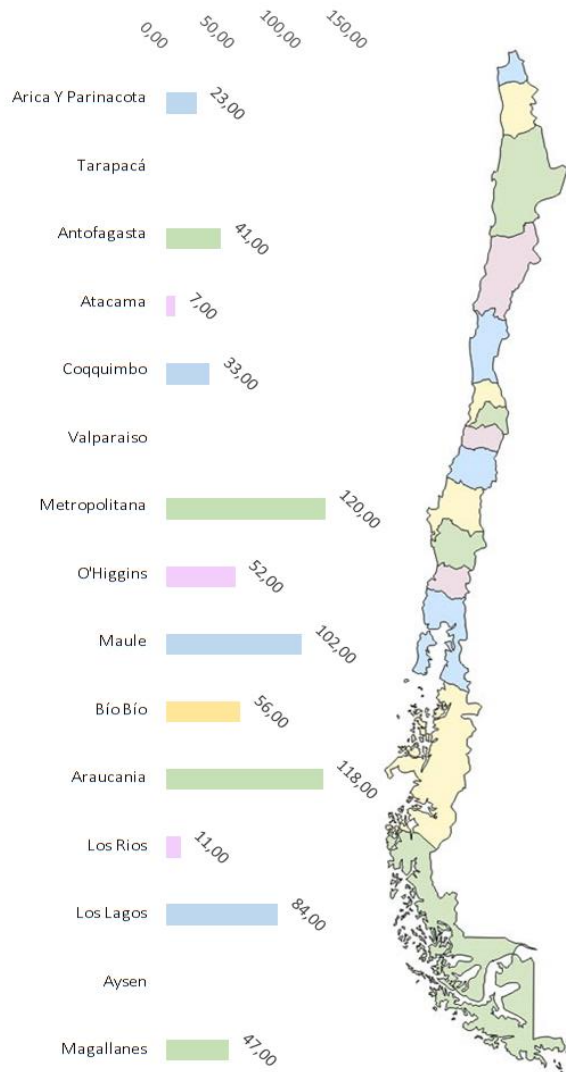 0,00 50,00 100,00 150,00
Arica Y Parinacota 23,00
Tarapacá
Antofagasta 41,00
Atacama 7,00
Coqquimbo 33,00
Valparaiso
Metropolitana 120,00
O'Higgins 52,00
Maule 102,00
Bío Bío 56,00
Araucania 118,00
Los Rios 11,00
Los Lagos 84,00
Aysen
Magallanes 47,00